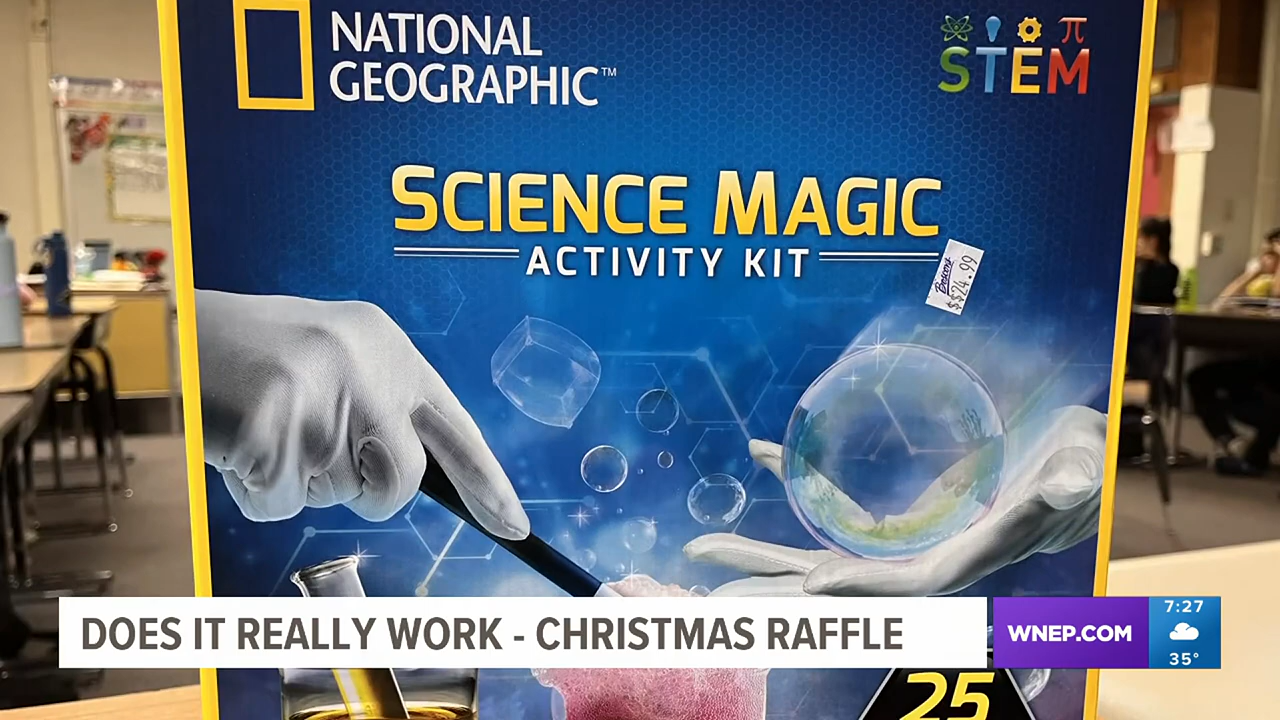 NATIONAL
GEOGRAPHIC™
STEM
SCIENCE MAGIC
ACTIVITY KIT
Boscov's
$$24.99
DOES IT REALLY WORK - CHRISTMAS RAFFLE
WNEP.COM
7:27
35°
25